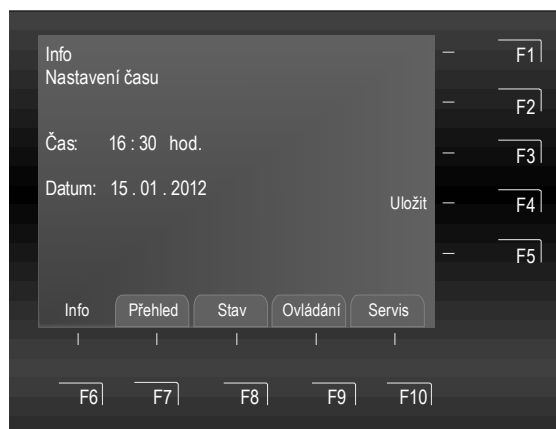 Info
Nastavení času
Čas: 16 : 30 hod.
Datum: 15 . 01 . 2012
Uložit
Info Přehled Stav Ovládání Servis
F1
F2
F3
F4
F5
F6 F7 F8 F9 F10